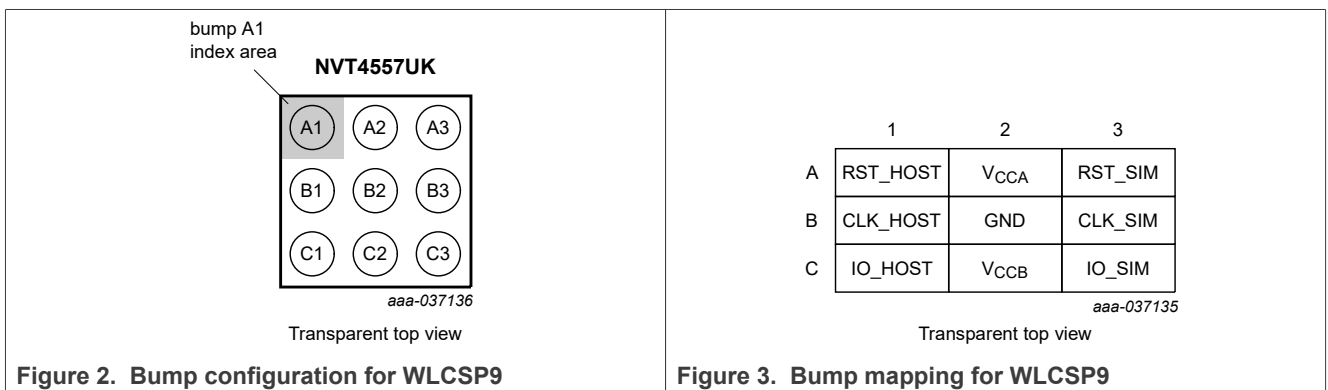 bump A1
index area
NVT4557UK
A1 A2 A3
B1 B2 B3
C1 C2 C3
aaa-037136
Transparent top view
Figure 2. Bump configuration for WLCSP9
1 2 3
A RST_HOST VCCA RST_SIM
B CLK_HOST GND CLK_SIM
C IO_HOST VCCB IO_SIM
aaa-037135
Transparent top view
Figure 3. Bump mapping for WLCSP9